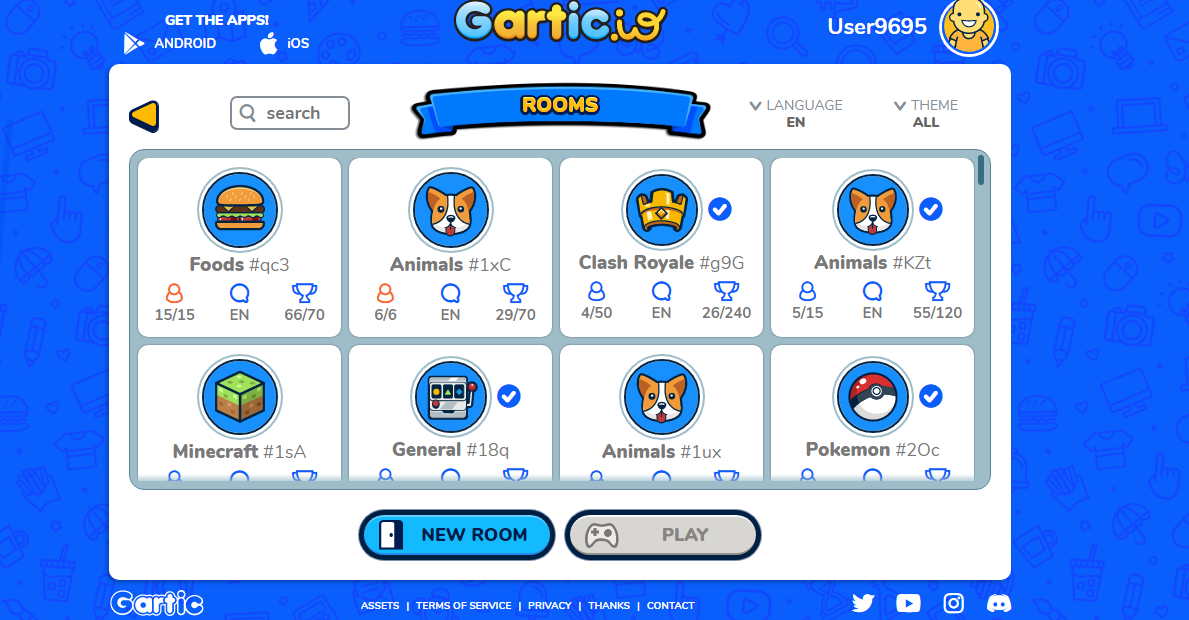 GET THE APPS!
ANDROID
iOS
Gartic.io
User9695
search
ROOMS
LANGUAGE
EN
THEME
ALL
Foods #qc3
15/15 EN 66/70
Animals #1xC
6/6 EN 29/70
Clash Royale #g9G
4/50 EN 26/240
Animals #KZt
5/15 EN 55/120
Minecraft #1sA
General #18q
Animals #1ux
Pokemon #2Oc
NEW ROOM
PLAY
Gartic
ASSETS | TERMS OF SERVICE | PRIVACY | THANKS | CONTACT